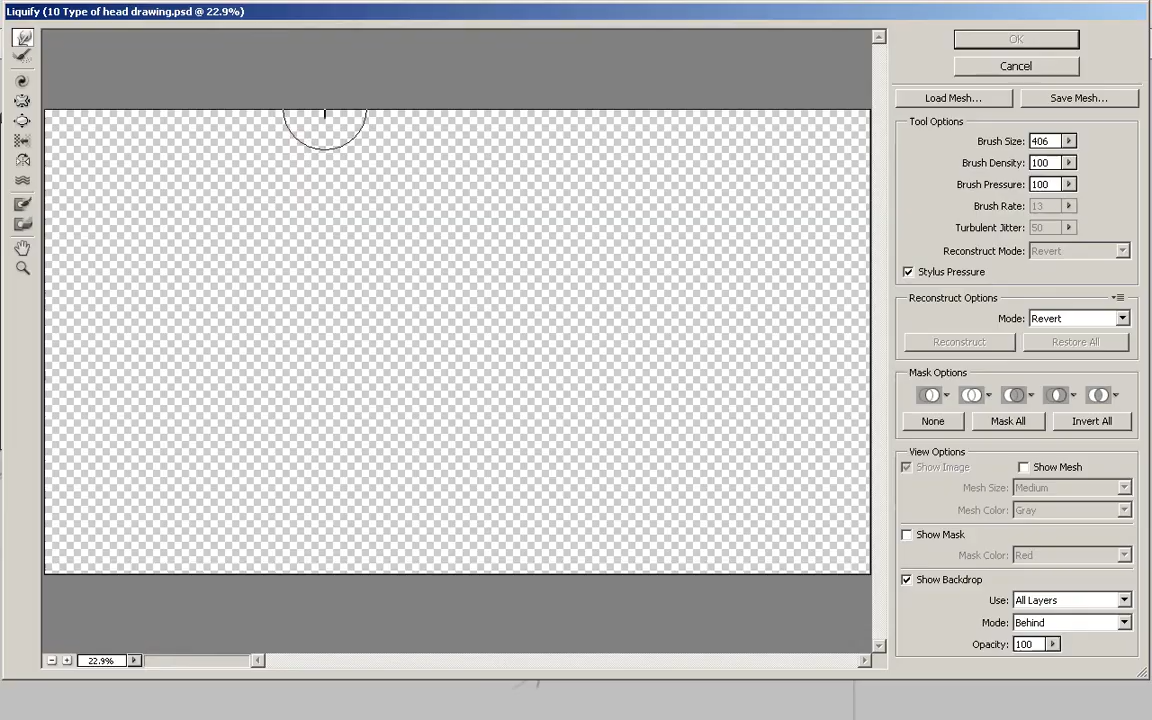 Liquify (10 Type of head drawing.psd @ 22.9%)
OK
Cancel
Load Mesh...
Save Mesh...
Tool Options
Brush Size: 406
Brush Density: 100
Brush Pressure: 100
Brush Rate: 13
Turbulent Jitter: 50
Reconstruct Mode: Revert
Stylus Pressure
Reconstruct Options
Mode: Revert
Reconstruct
Restore All
Mask Options
None
Mask All
Invert All
View Options
Show Image
Show Mesh
Mesh Size: Medium
Mesh Color: Gray
Show Mask
Mask Color: Red
Show Backdrop
Use: All Layers
Mode: Behind
Opacity: 100
22.9%